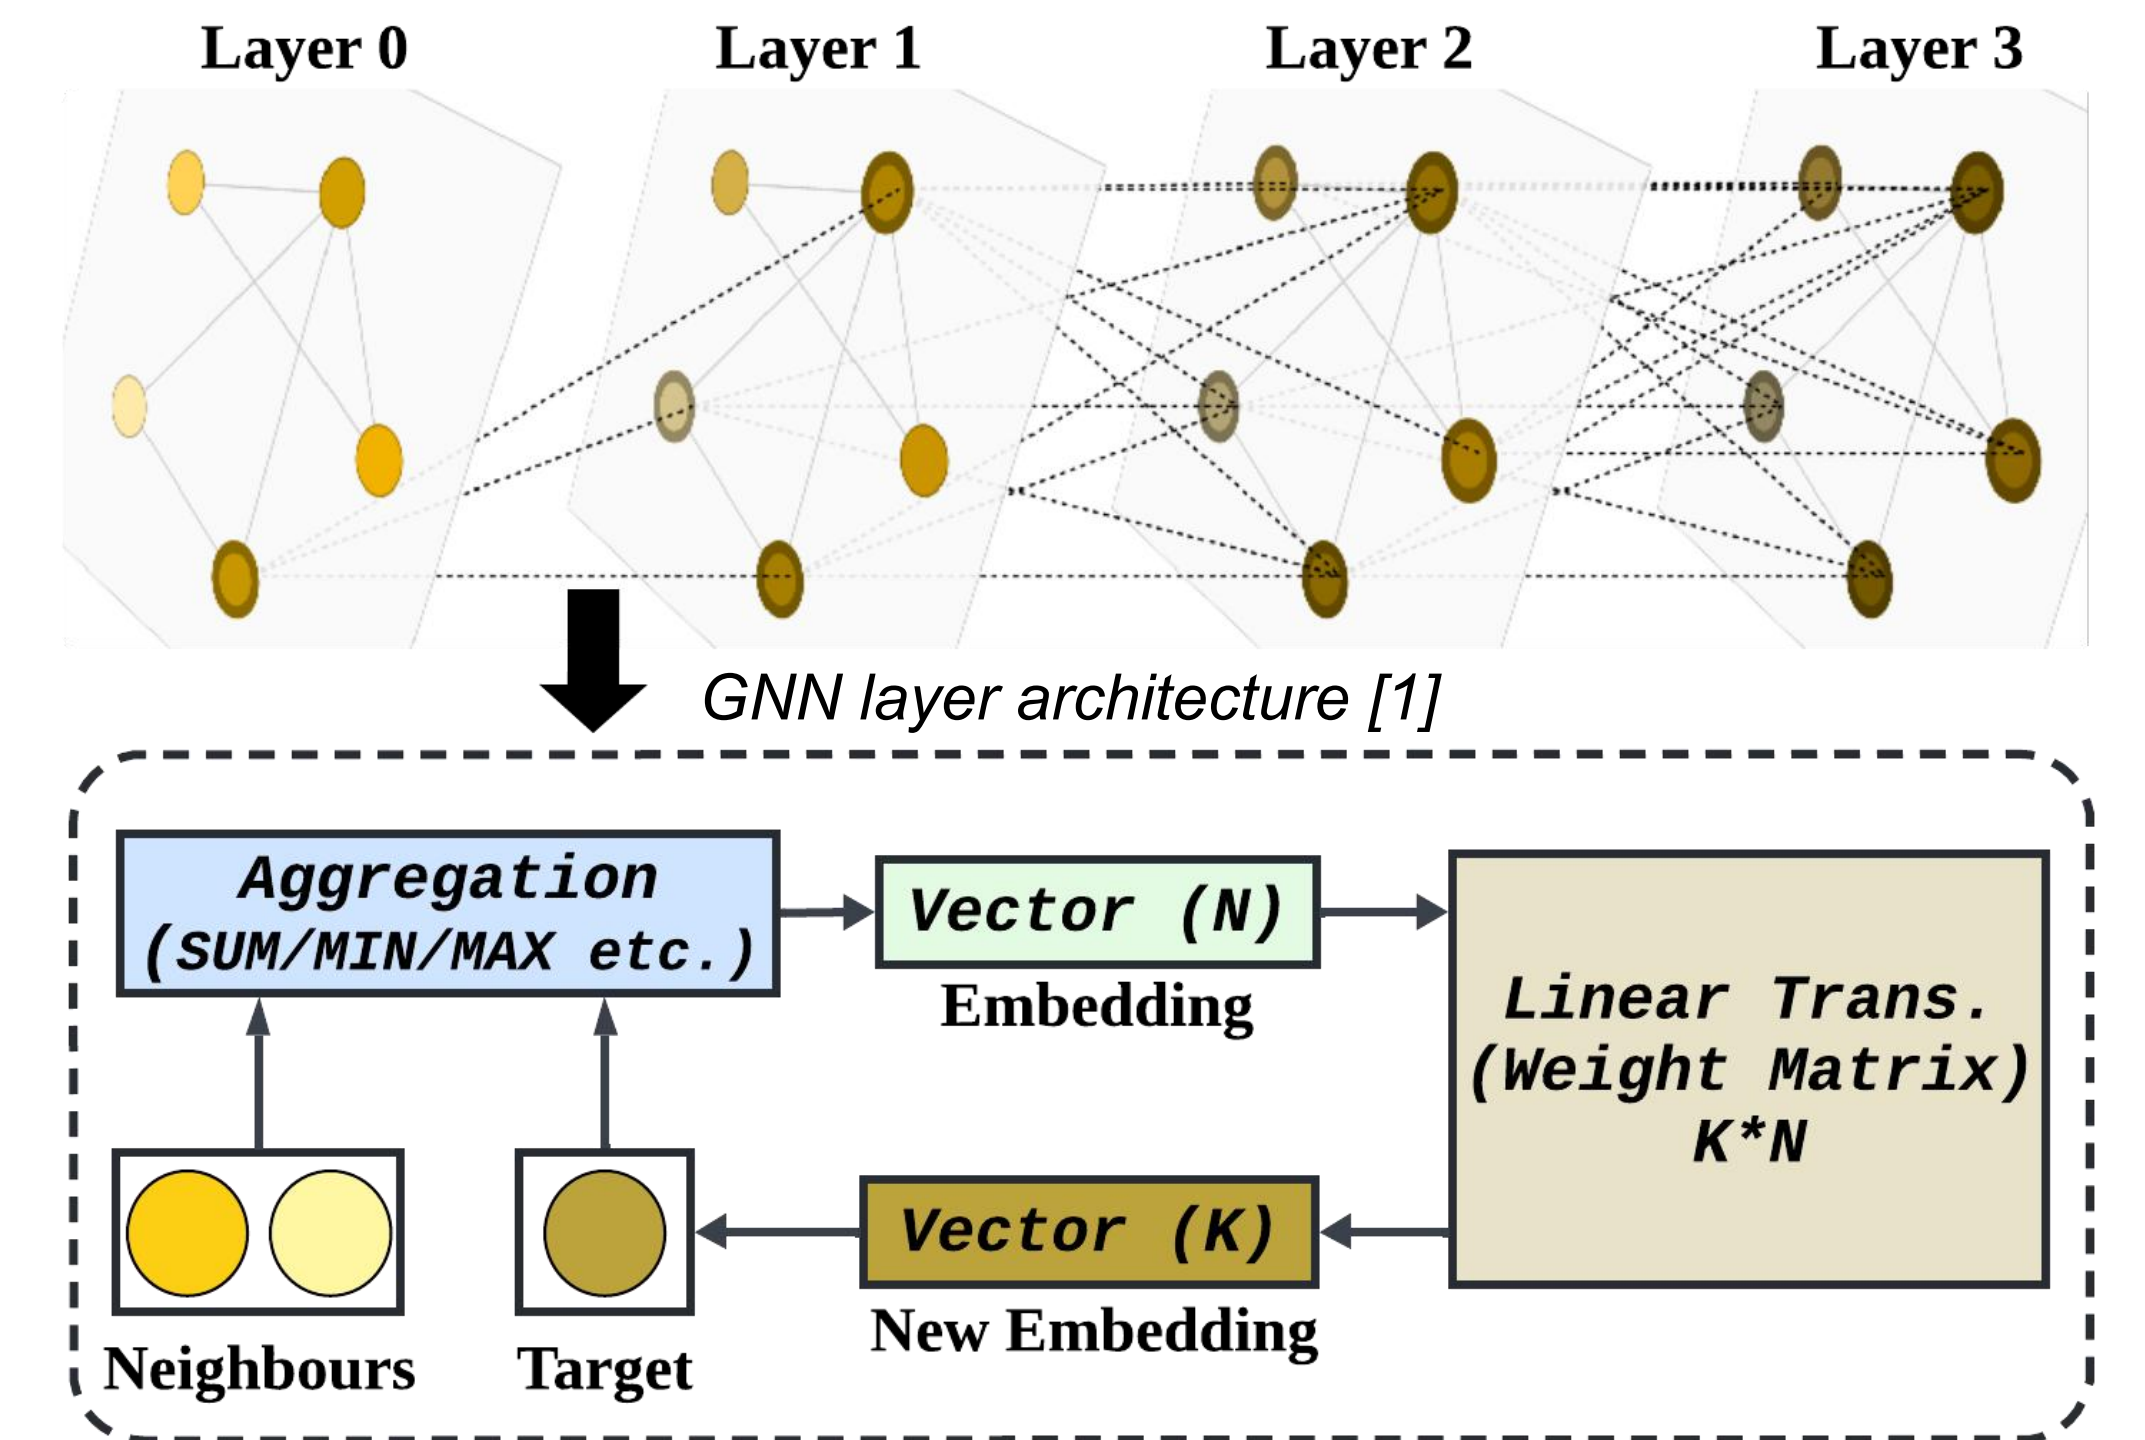 Layer 0 Layer 1 Layer 2 Layer 3
GNN layer architecture [1]
Aggregation
(SUM/MIN/MAX etc.)
Vector (N)
Embedding
Linear Trans.
(Weight Matrix)
K*N
Vector (K)
New Embedding
Neighbours
Target